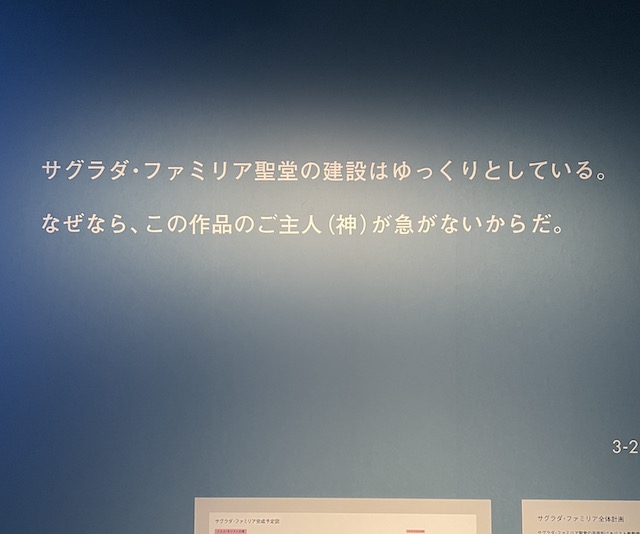 サグラダ・ファミリア聖堂の建設はゆっくりとしている。
なぜなら、この作品のご主人(神)が急がないからだ。
3-2
サグラダ・ファミリア完成予定図
サグラダ・ファミリア全体計画